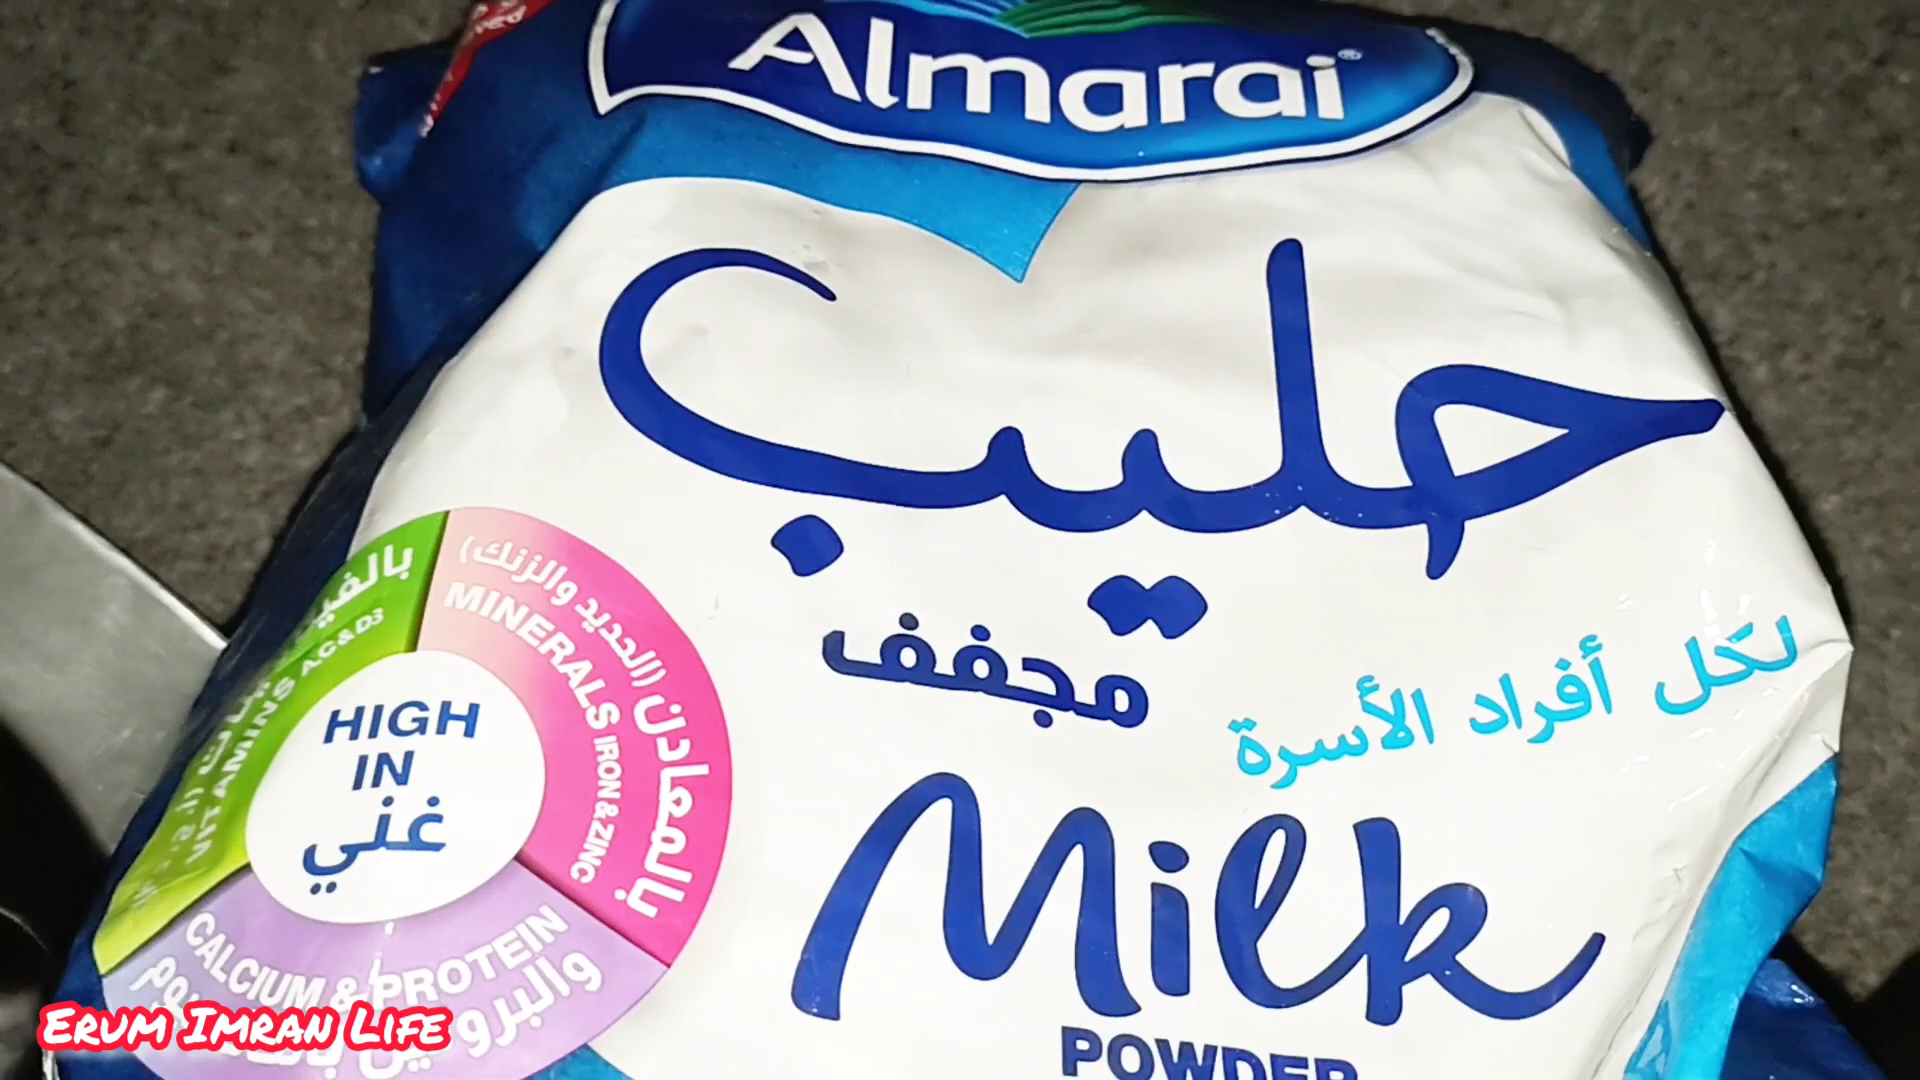 Almarai
حليب
مجفف
لكل أفراد الأسرة
Milk
POWDER
HIGH
IN
غني
بالمعادن (الحديد والزنك)
MINERALS IRON & ZINC
VITAMINS A,C & D3
CALCIUM & PROTEIN
Erum Imran Life